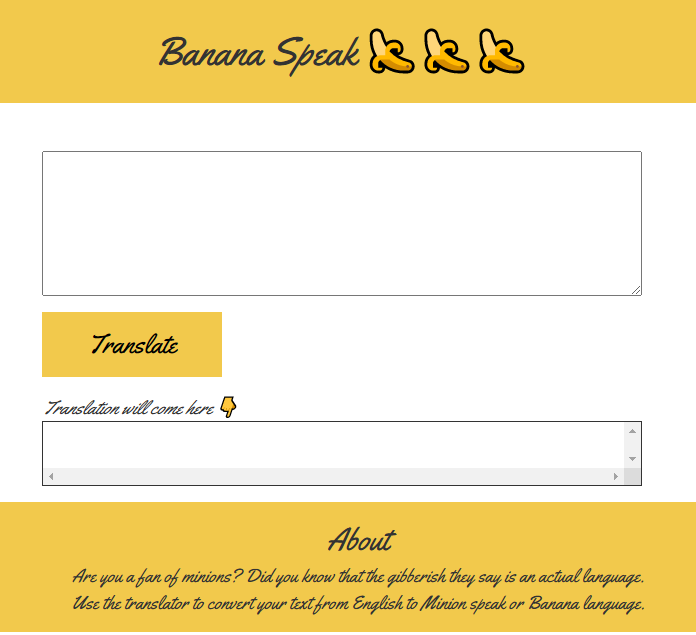 Banana Speak 🍌 🍌 🍌
Translate
Translation will come here 👇
About
Are you a fan of minions? Did you know that the gibberish they say is an actual language.
Use the translator to convert your text from English to Minion speak or Banana language.